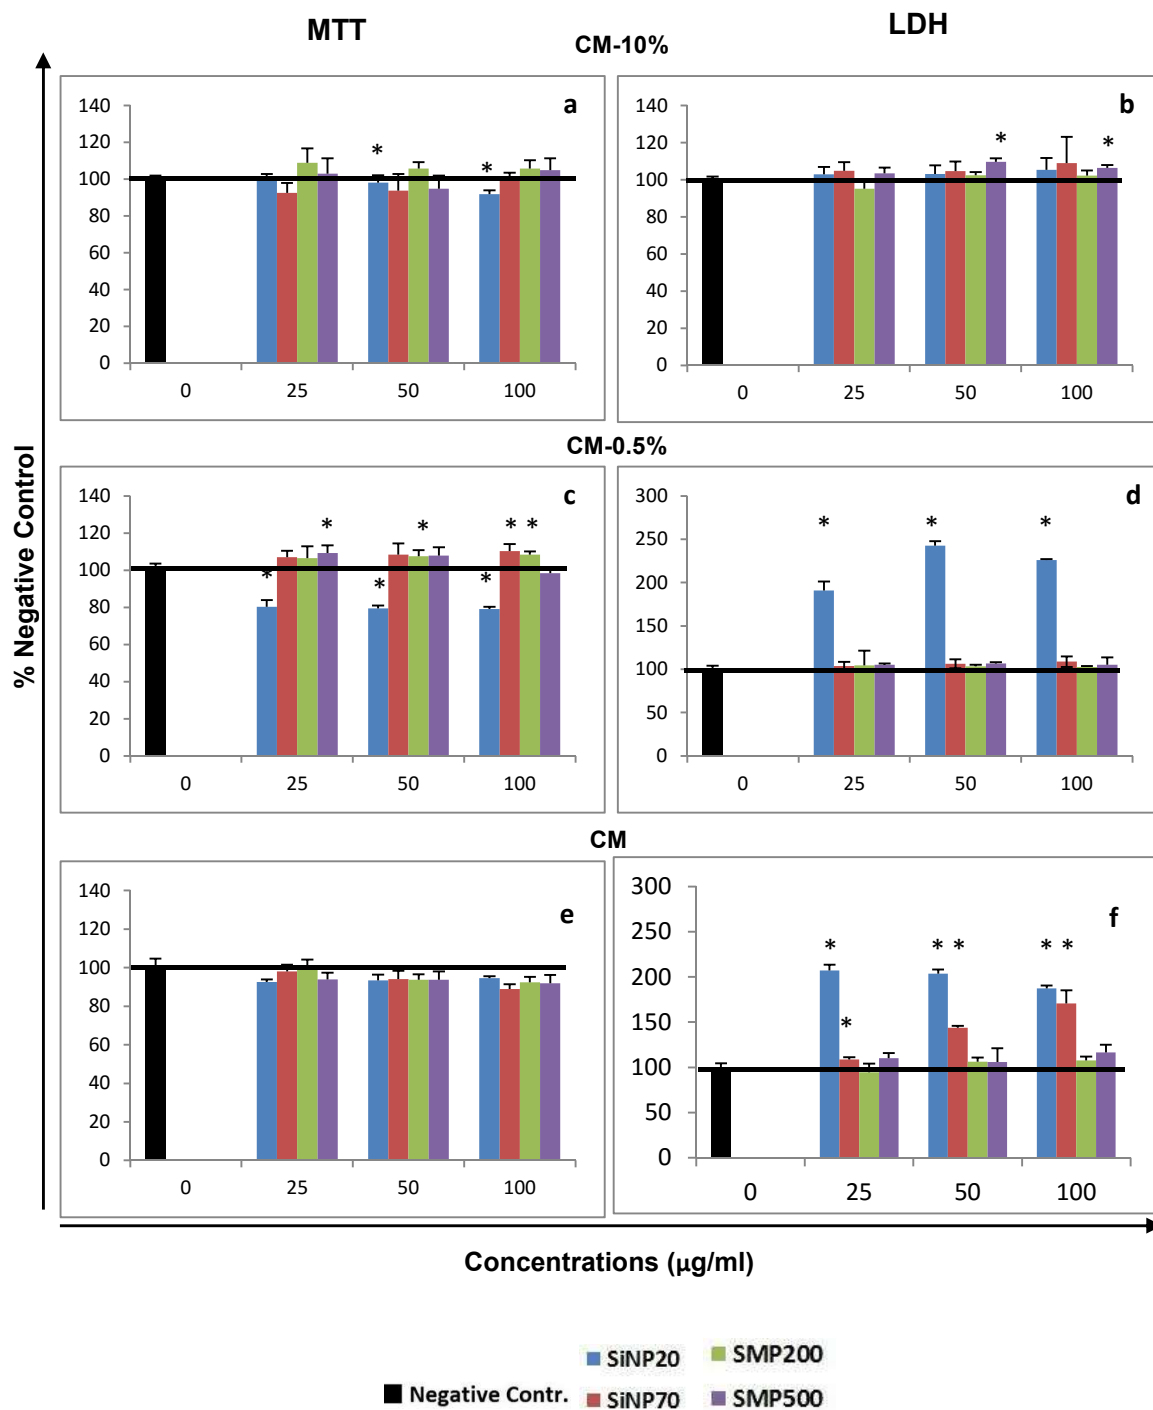 MTT
LDH
CM-10%
a
140
120
100
80
60
40
20
0
0 25 50 100
* *
b
140
120
100
80
60
40
20
0
0 25 50 100
* *
CM-0.5%
c
140
120
100
80
60
40
20
0
0 25 50 100
* * * *
* * *
d
300
250
200
150
100
50
0
0 25 50 100
* * *
CM
e
140
120
100
80
60
40
20
0
0 25 50 100
f
300
250
200
150
100
50
0
0 25 50 100
* * * * *
*
% Negative Control
Concentrations (µg/ml)
SiNP20 SMP200
Negative Contr. SiNP70 SMP500